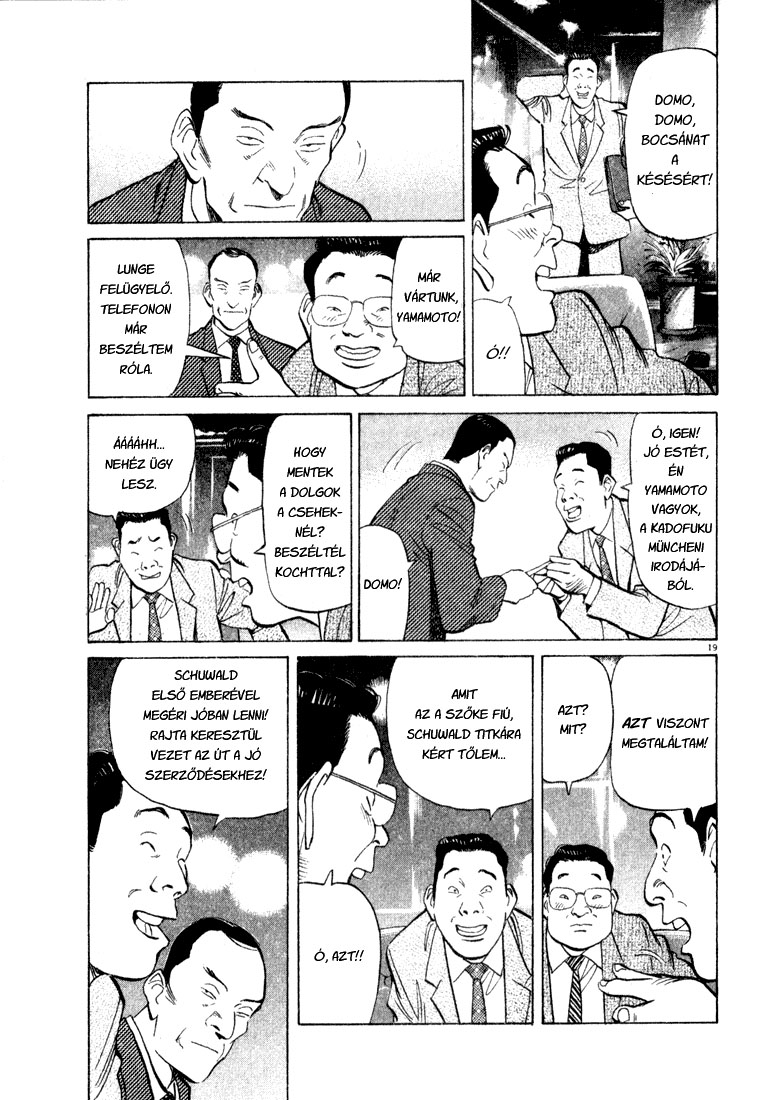 DOMO,
DOMO,
BOCSÁNAT
A
KÉSÉSÉRT!
Ó!!
MÁR
VÁRTUNK,
YAMAMOTO!
LUNGE
FELÜGYELŐ.
TELEFONON
MÁR
BESZÉLTEM
RÓLA.
Ó, IGEN!
JÓ ESTÉT,
ÉN
YAMAMOTO
VAGYOK,
A KADOFUKU
MÜNCHENI
IRODÁJÁ-
BÓL.
DOMO!
HOGY
MENTEK
A DOLGOK
A CSEHEK-
NÉL?
BESZÉLTÉL
KOCHTTAL?
ÁÁÁÁHH...
NEHÉZ ÜGY
LESZ.
19
AZT VISZONT
MEGTALÁLTAM!
AZT?
MIT?
AMIT
AZ A SZŐKE FIÚ,
SCHUWALD TITKÁRA
KÉRT TŐLEM...
Ó, AZT!!
SCHUWALD
ELSŐ EMBERÉVEL
MEGÉRI JÓBAN LENNI!
RAJTA KERESZTÜL
VEZET AZ ÚT A JÓ
SZERZŐDÉSEKHEZ!